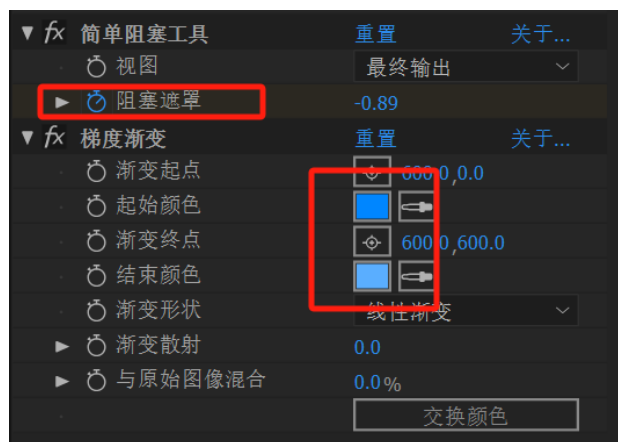 fx 简单阻塞工具 重置 关于...
视图 最终输出
阻塞遮罩 -0.89
fx 梯度渐变 重置 关于...
渐变起点 600.0,0.0
起始颜色
渐变终点 600.0,600.0
结束颜色
渐变形状 线性渐变
渐变散射 0.0
与原始图像混合 0.0%
交换颜色